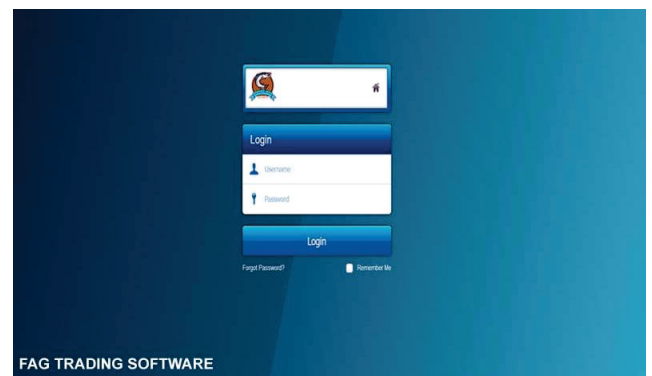 Login
Username
Password
Login
Forgot Password? Remember Me
FAG TRADING SOFTWARE